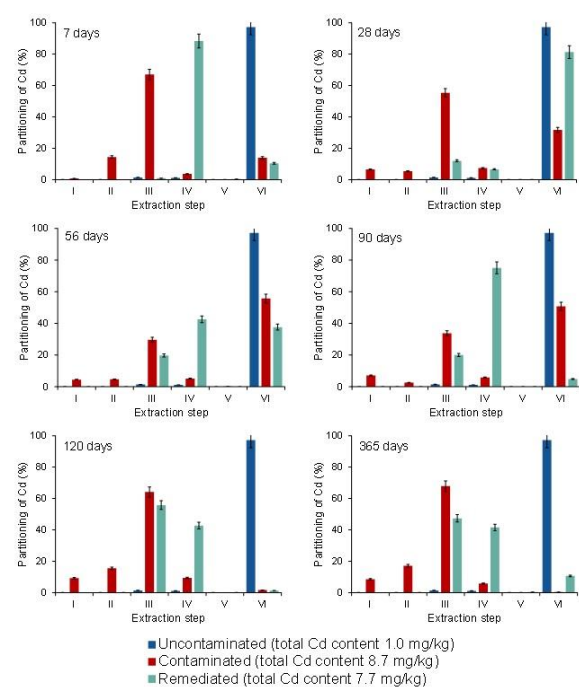 7 days
Partitioning of Cd (%)
100
80
60
40
20
0
I II III IV V VI
Extraction step
28 days
Partitioning of Cd (%)
100
80
60
40
20
0
I II III IV V VI
Extraction step
56 days
Partitioning of Cd (%)
100
80
60
40
20
0
I II III IV V VI
Extraction step
90 days
Partitioning of Cd (%)
100
80
60
40
20
0
I II III IV V VI
Extraction step
120 days
Partitioning of Cd (%)
100
80
60
40
20
0
I II III IV V VI
Extraction step
365 days
Partitioning of Cd (%)
100
80
60
40
20
0
I II III IV V VI
Extraction step
Uncontaminated (total Cd content 1.0 mg/kg)
Contaminated (total Cd content 8.7 mg/kg)
Remediated (total Cd content 7.7 mg/kg)